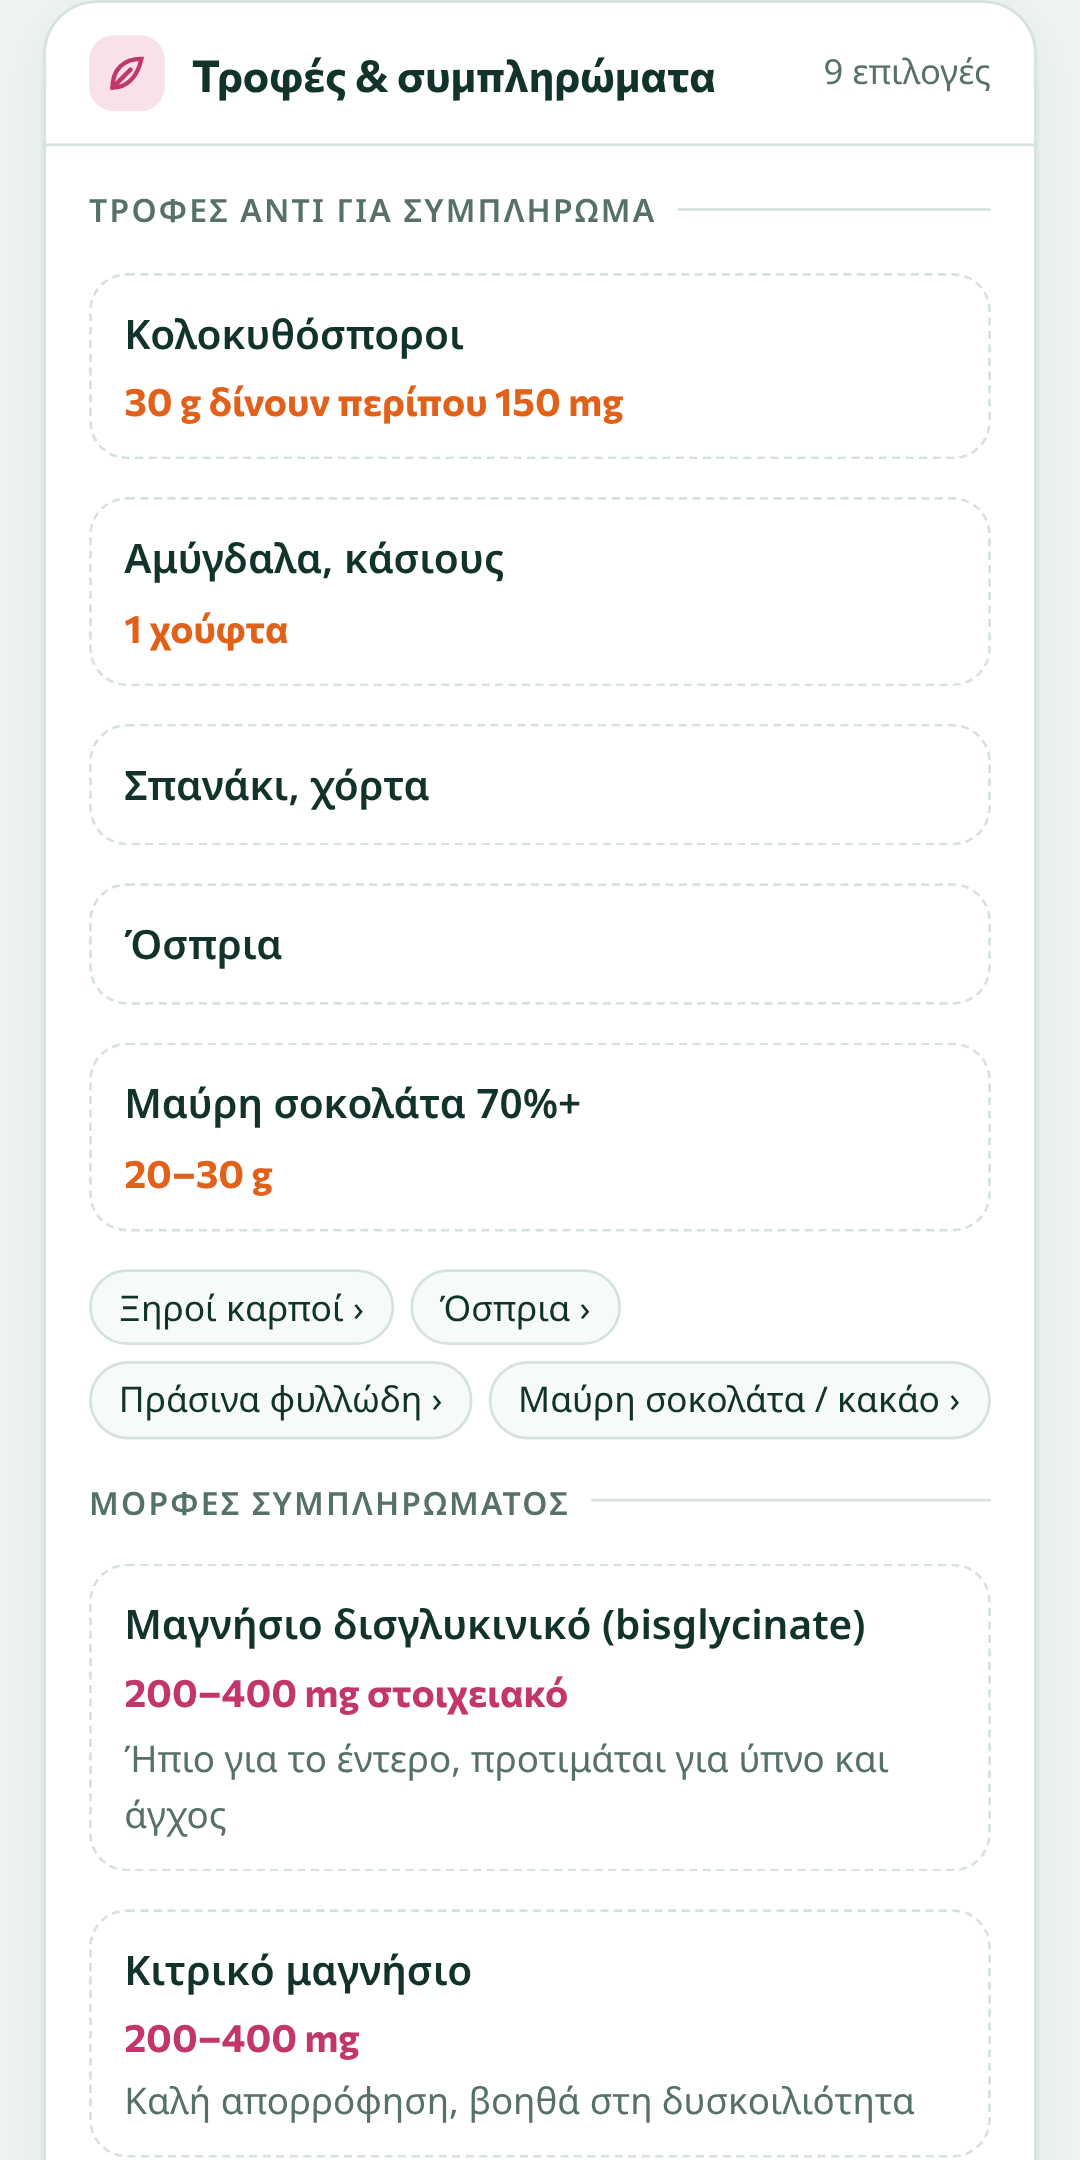 Τροφές & συμπληρώματα
9 επιλογές
ΤΡΟΦΕΣ ΑΝΤΙ ΓΙΑ ΣΥΜΠΛΗΡΩΜΑ
Κολοκυθόσποροι
30 g δίνουν περίπου 150 mg
Αμύγδαλα, κάσιους
1 χούφτα
Σπανάκι, χόρτα
Όσπρια
Μαύρη σοκολάτα 70%+
20–30 g
Ξηροί καρποί ›
Όσπρια ›
Πράσινα φυλλώδη ›
Μαύρη σοκολάτα / κακάο ›
ΜΟΡΦΕΣ ΣΥΜΠΛΗΡΩΜΑΤΟΣ
Μαγνήσιο δισγλυκινικό (bisglycinate)
200–400 mg στοιχειακό
Ήπιο για το έντερο, προτιμάται για ύπνο και
άγχος
Κιτρικό μαγνήσιο
200–400 mg
Καλή απορρόφηση, βοηθά στη δυσκοιλιότητα